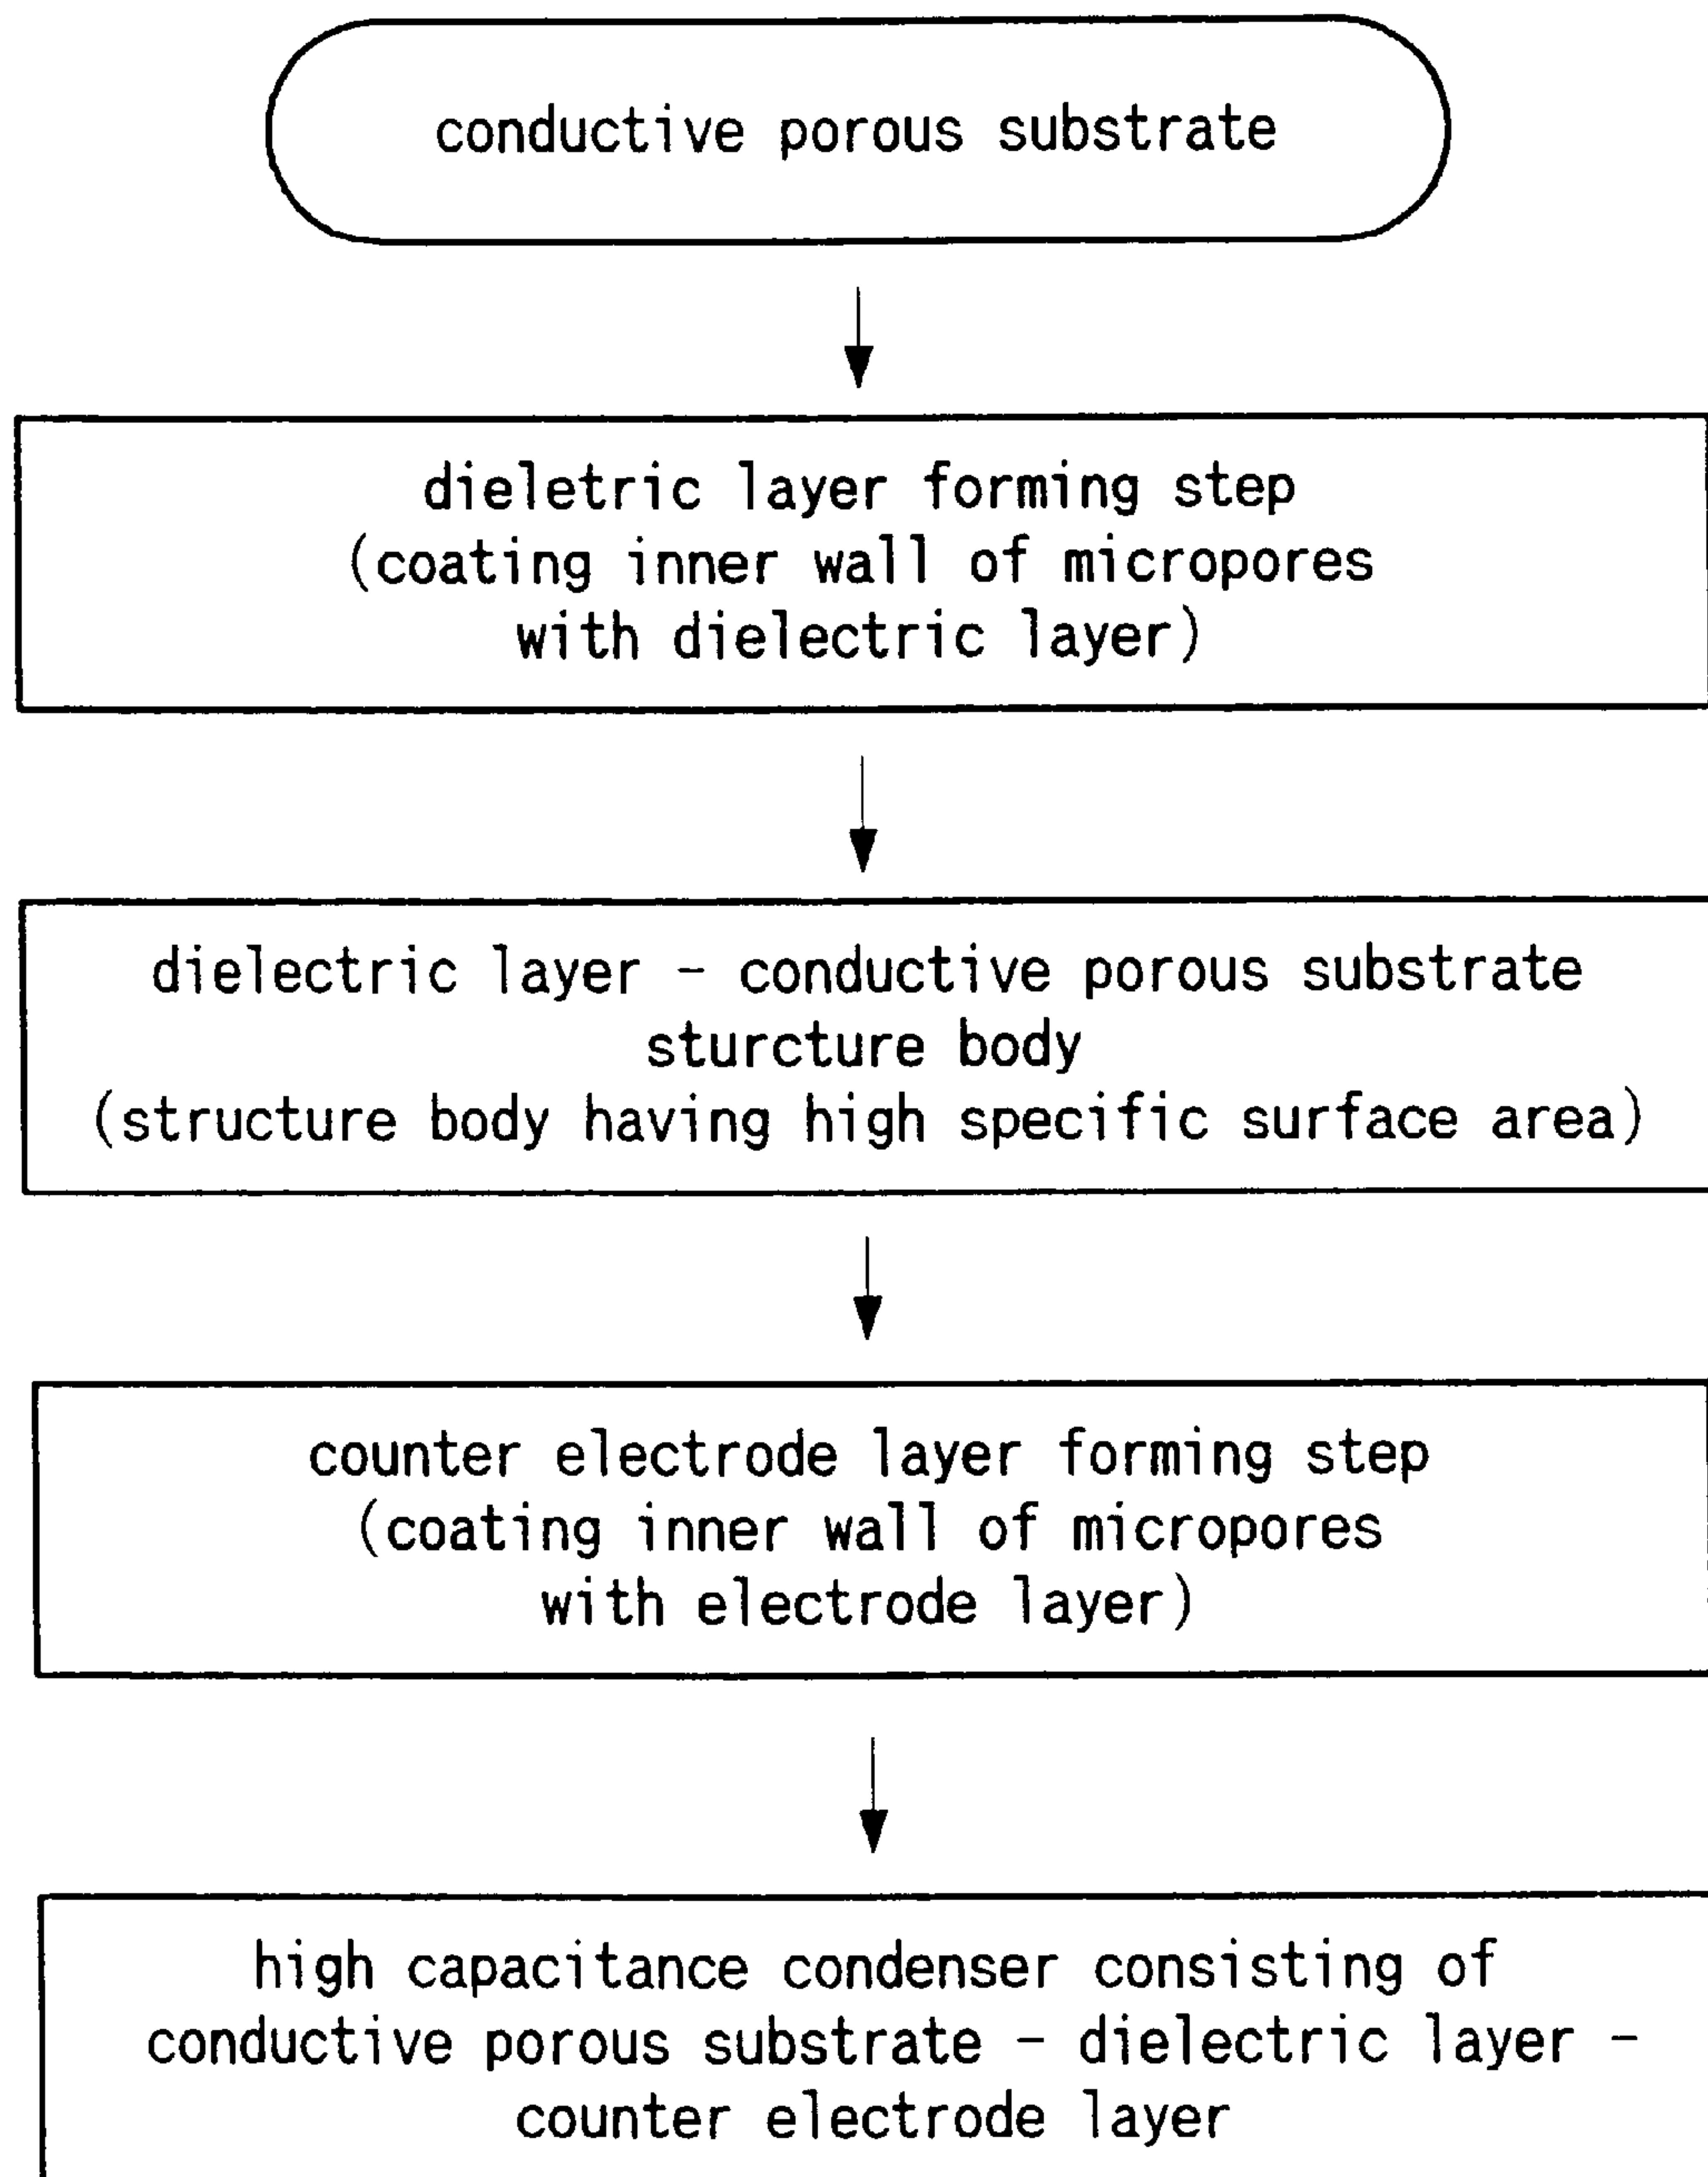 conductive porous substrate
dieletric layer forming step
(coating inner wall of micropores
with dielectric layer)
dielectric layer - conductive porous substrate
sturcture body
(structure body having high specific surface area)
counter electrode layer forming step
(coating inner wall of micropores
with electrode layer)
high capacitance condenser consisting of
conductive porous substrate - dielectric layer -
counter electrode layer